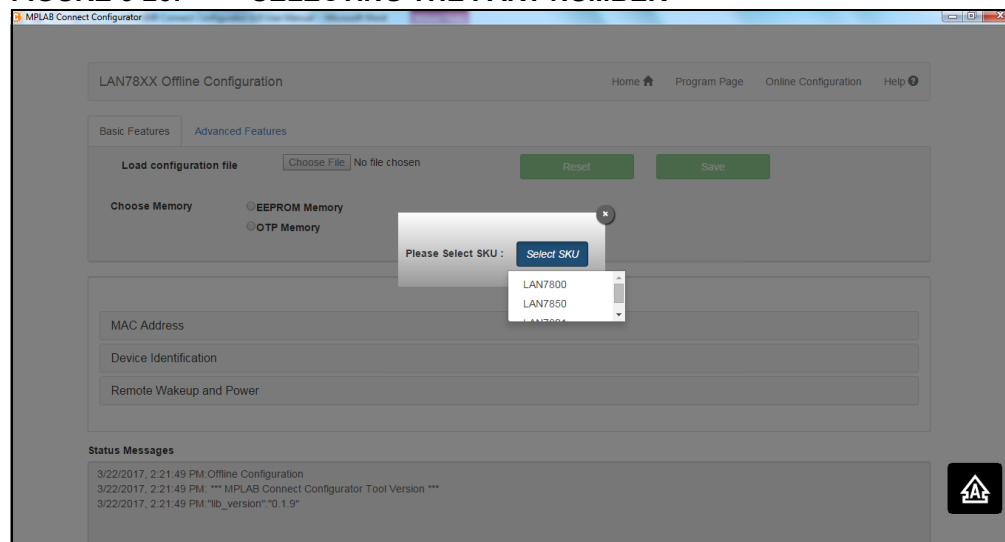 MPLAB Connect Configurator
LAN78XX Offline Configuration
Home
Program Page
Online Configuration
Help
Basic Features
Advanced Features
Load configuration file
Choose File
No file chosen
Reset
Save
Choose Memory
EEPROM Memory
OTP Memory
Please Select SKU :
Select SKU
LAN7800
LAN7850
MAC Address
Device Identification
Remote Wakeup and Power
Status Messages
3/22/2017, 2:21:49 PM:Offline Configuration
3/22/2017, 2:21:49 PM: *** MPLAB Connect Configurator Tool Version ***
3/22/2017, 2:21:49 PM:"lib_version":"0.1.9"